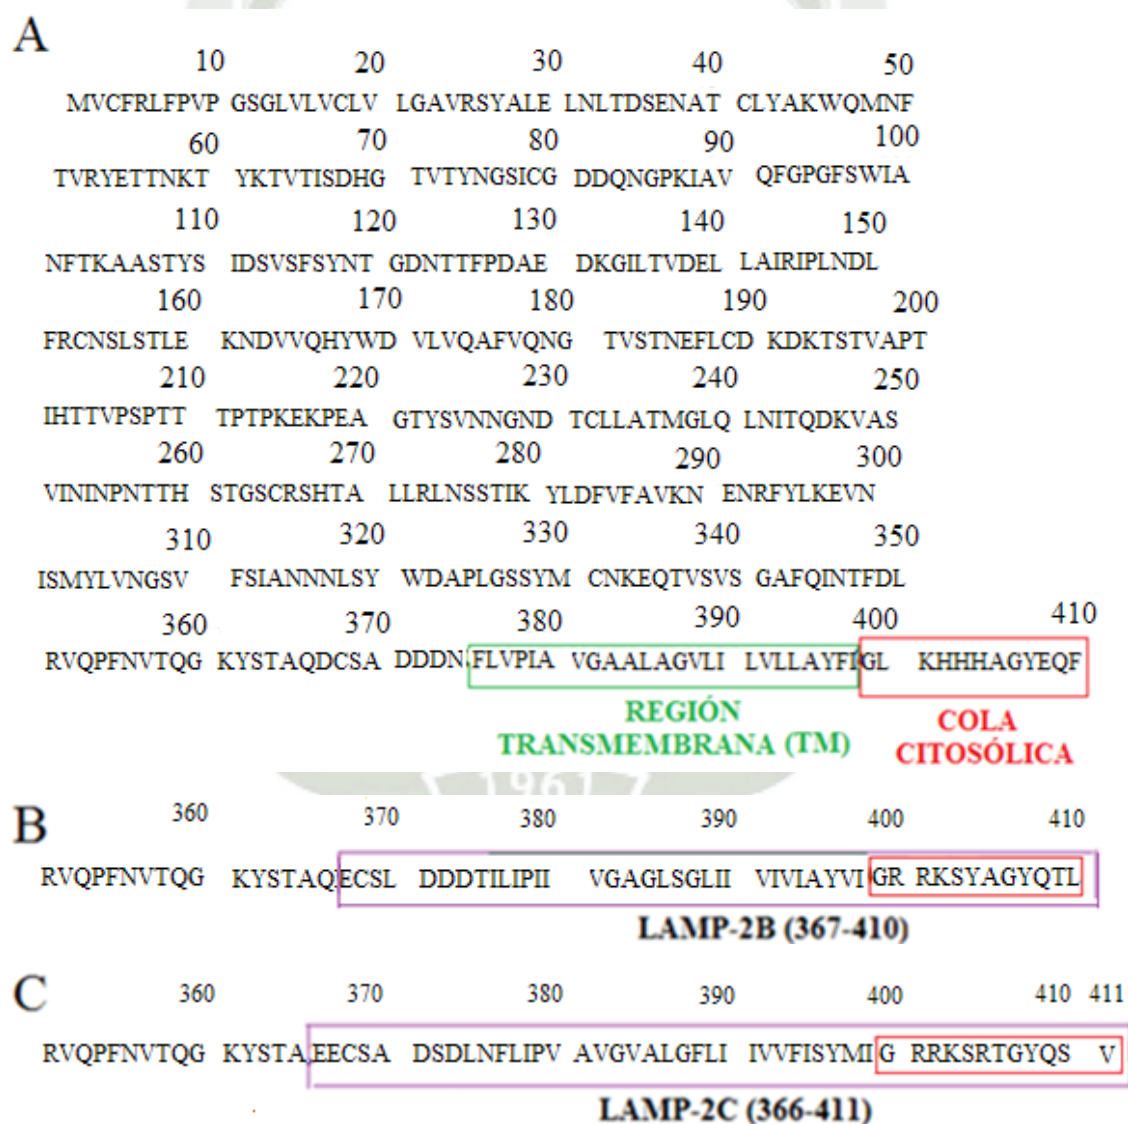 A
10 20 30 40 50
MVCFRLFPVP GSGLVLVCLV LGAVRSYALE LNLTDSENAT CLYAKWQMNF
60 70 80 90 100
TVRYETTNKT YKTVTISDHG TVTYNGSICG DDQNGPKIAV QFGPGFSWIA
110 120 130 140 150
NFTKAASTYS IDSVSFSYNT GDNTTFPDAE DKGILTVDEL LAIRIPLNDL
160 170 180 190 200
FRCNSLSTLE KNDVVQHYWD VLVQAFVQNG TVSTNEFLCD KDKTSTVAPT
210 220 230 240 250
IHTTVPSPTT TPTPKEKPEA GTYSVNNGND TCLLATMGLQ LNITQDKVAS
260 270 280 290 300
VININPNTTH STGSCRSHTA LLRLNSSTIK YLDFVFAVKN ENRFYLKEVN
310 320 330 340 350
ISMYLVNGSV FSIANNNLSY WDAPLGSSYM CNKEQTVSVS GAFQINTFDL
360 370 380 390 400 410
RVQPFNVTQG KYSTAQDCSA DDDNFLVPIA VGAALAGVLI LVLLAYFIGL KHHHAGYEQF
REGIÓN
TRANSMEMBRANA (TM)
COLA
CITOSÓLICA
1961
B
360 370 380 390 400 410
RVQPFNVTQG KYSTAQECSL DDDTILIPII VGAGLSGLII VIVIAYVIGR RKSYAGYQTL
LAMP-2B (367-410)
C
360 370 380 390 400 410 411
RVQPFNVTQG KYSTAEECSA DSDLNFLIPV AVGVALGFLI IVVFISYMIG RRKSRTGYQS V
LAMP-2C (366-411)